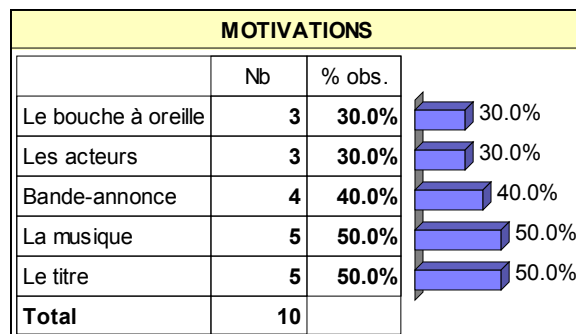 MOTIVATIONS
Nb % obs.
Le bouche à oreille 3 30.0% 30.0%
Les acteurs 3 30.0% 30.0%
Bande-annonce 4 40.0% 40.0%
La musique 5 50.0% 50.0%
Le titre 5 50.0% 50.0%
Total 10